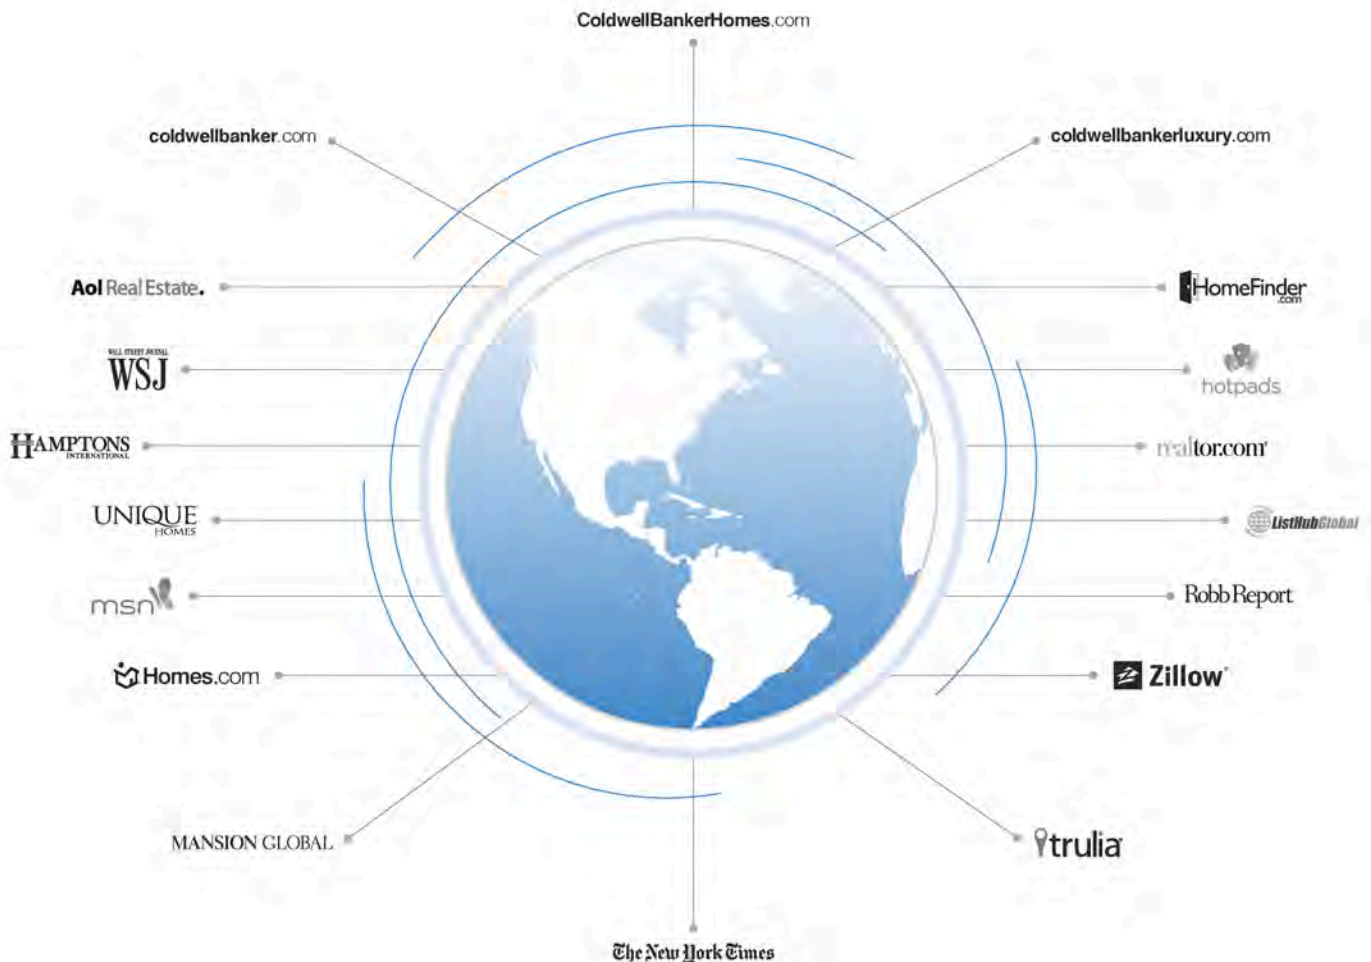 ColdwellBankerHomes.com
coldwellbanker.com
coldwellbankerluxury.com
Aol Real Estate.
HomeFinder
.com
WALL STREET JOURNAL
WSJ
hotpads
HAMPTONS
INTERNATIONAL
realtor.com®
UNIQUE
HOMES
ListHubGlobal
msn
Robb Report
Homes.com
Zillow®
MANSION GLOBAL
trulia
The New York Times